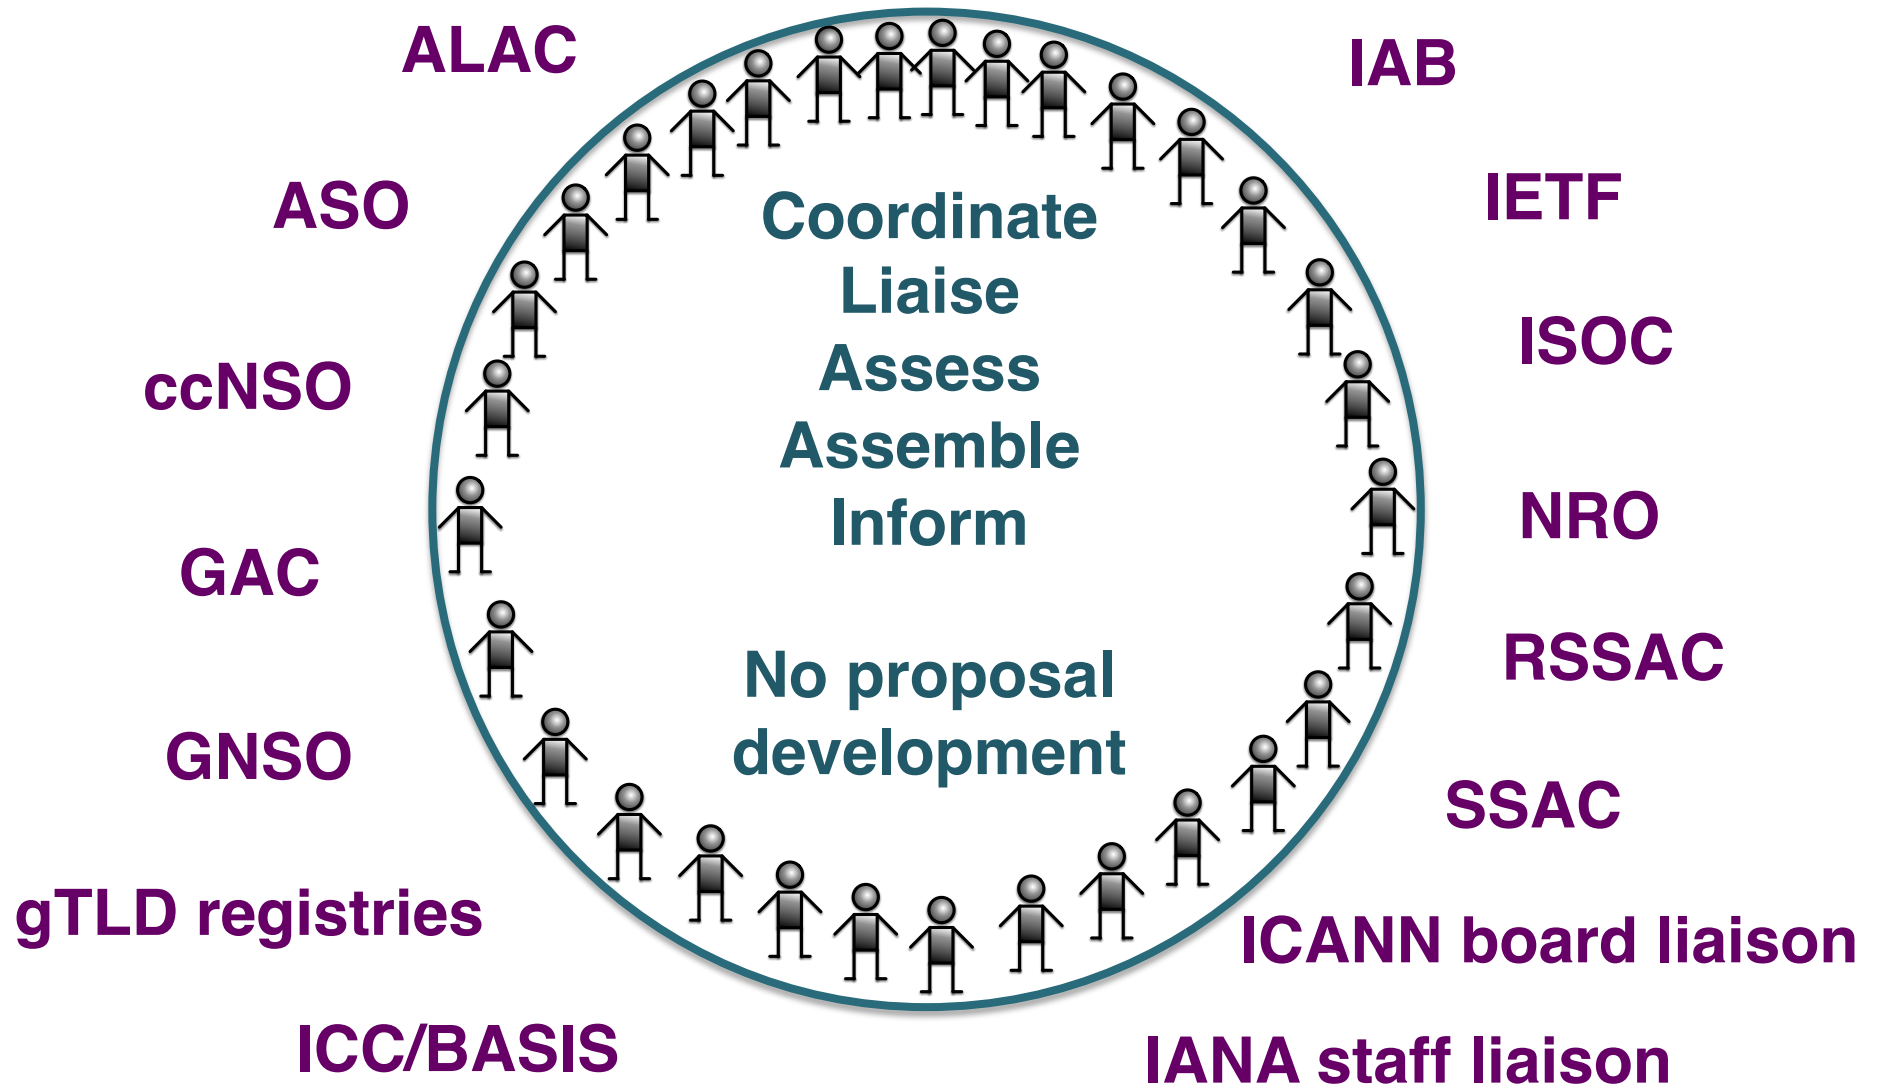 ALAC
ASO
ccNSO
GAC
GNSO
gTLD registries
ICC/BASIS
Coordinate
Liaise
Assess
Assemble
Inform
No proposal
development
IAB
IETF
ISOC
NRO
RSSAC
SSAC
ICANN board liaison
IANA staff liaison